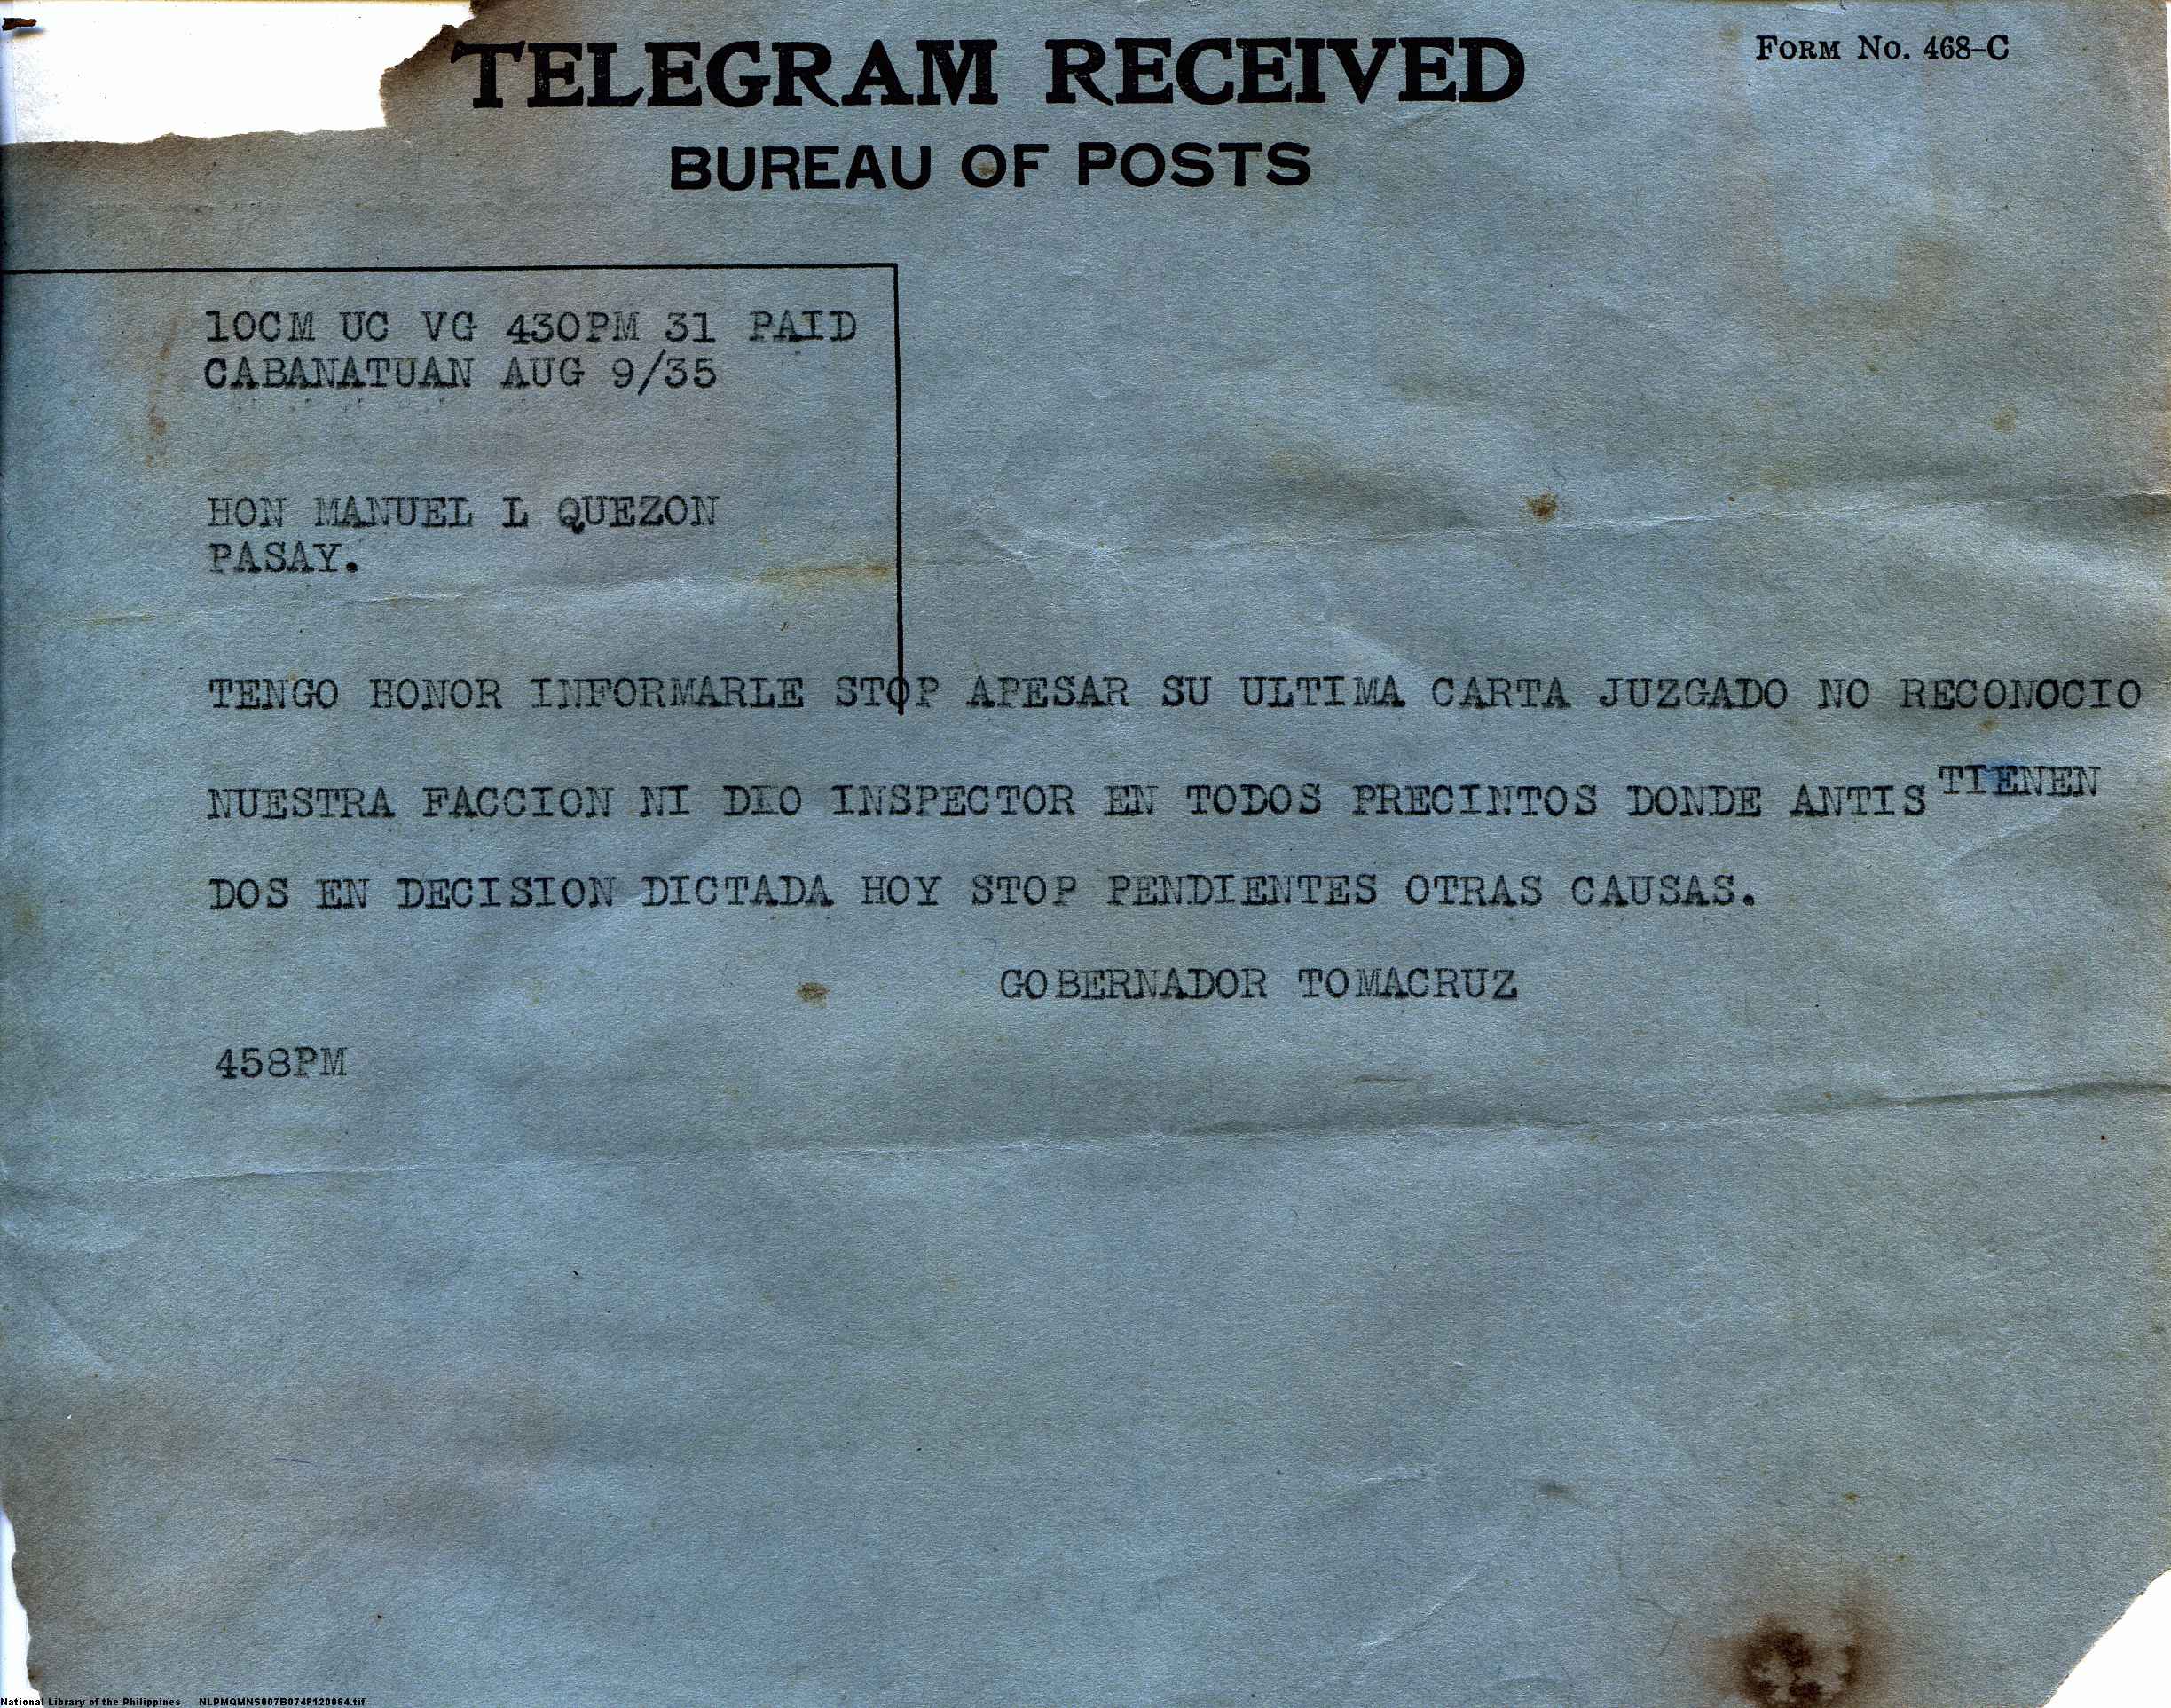 TELEGRAM RECEIVED
FORM NO. 468-C
BUREAU OF POSTS
10CM UC VG 430PM 31 PAID
CABANATUAN AUG 9/35
HON MANUEL L QUEZON
PASAY.
TENGO HONOR INFORMARLE STOP APESAR SU ULTIMA CARTA JUZGADO NO RECONOCIO
NUESTRA FACCION NI DIO INSPECTOR EN TODOS PRECINTOS DONDE ANTIS TIENEN
DOS EN DECISION DICTADA HOY STOP PENDIENTES OTRAS CAUSAS.
GOBERNADOR TOMACRUZ
458PM
National Library of the Philippines NLPMQMNS007B074F120064.tif